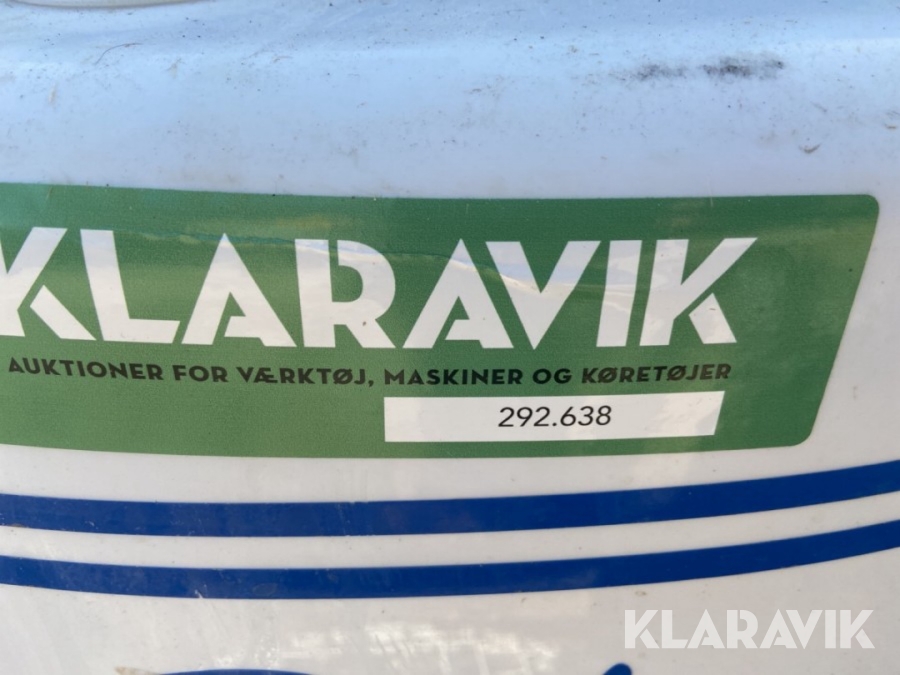 KLARAVIK
AUKTIONER FOR VÆRKTØJ, MASKINER OG KØRETØJER
292.638
KLARAVIK